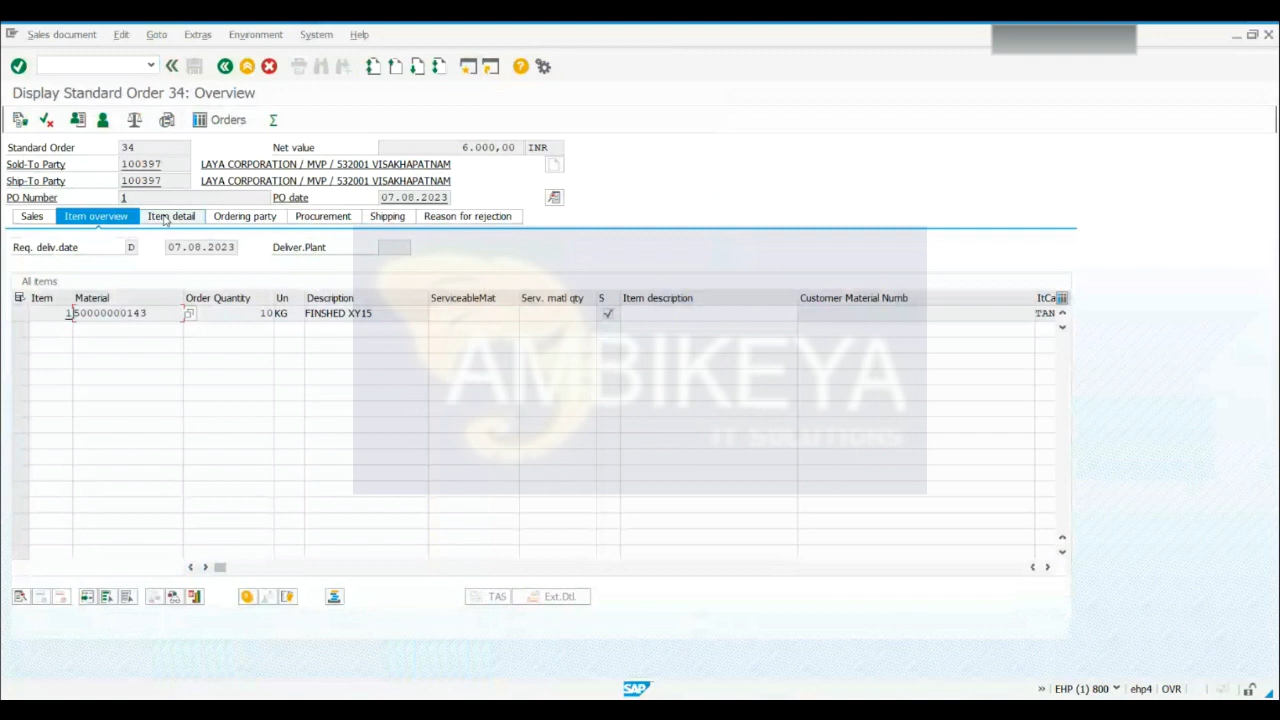 Sales document Edit Goto Extras Environment System Help
Display Standard Order 34: Overview
Orders
Standard Order 34 Net value 6.000,00 INR
Sold-To Party 100397 LAYA CORPORATION / MVP / 532001 VISAKHAPATNAM
Ship-To Party 100397 LAYA CORPORATION / MVP / 532001 VISAKHAPATNAM
PO Number 1 PO date 07.08.2023
Sales Item overview Item detail Ordering party Procurement Shipping Reason for rejection
Req. deliv.date D 07.08.2023 Deliver.Plant
All items
Item Material Order Quantity Un Description ServiceableMat Serv. matl qty S Item description Customer Material Numb ItCa
1 50000000143 10 KG FINSHED XY15 TAN
AMBIKEYA
IT SOLUTIONS
TAS Ext.Dtl.
SAP EHP (1) 800 ehp4 OVR